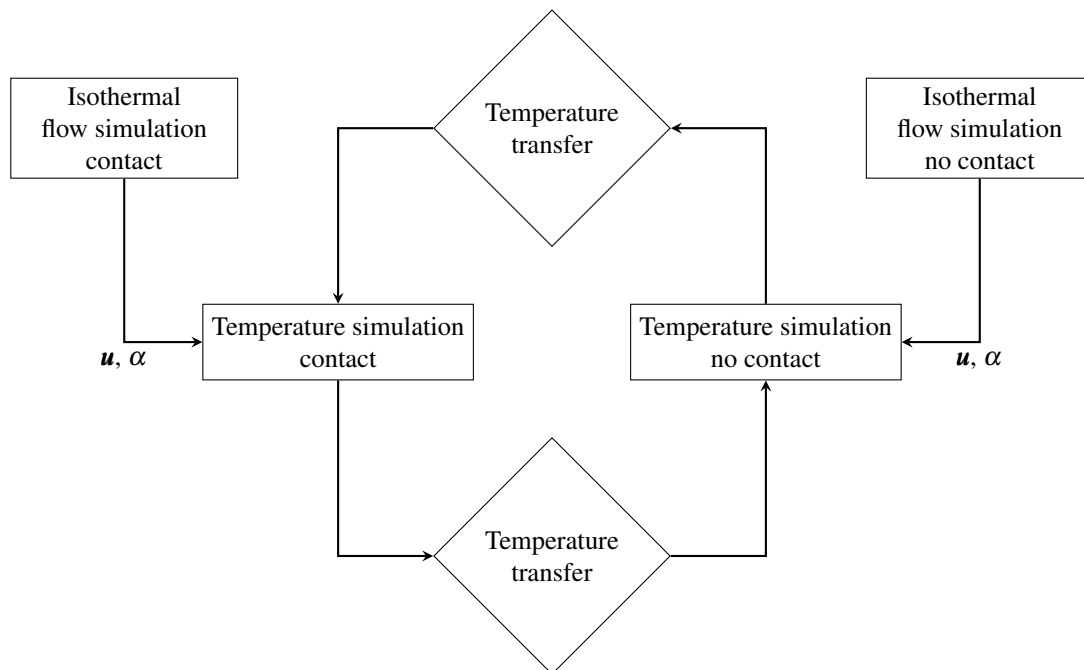 Isothermal
flow simulation
contact
Temperature
transfer
Isothermal
flow simulation
no contact
Temperature simulation
contact
Temperature simulation
no contact
u, α
u, α
Temperature
transfer